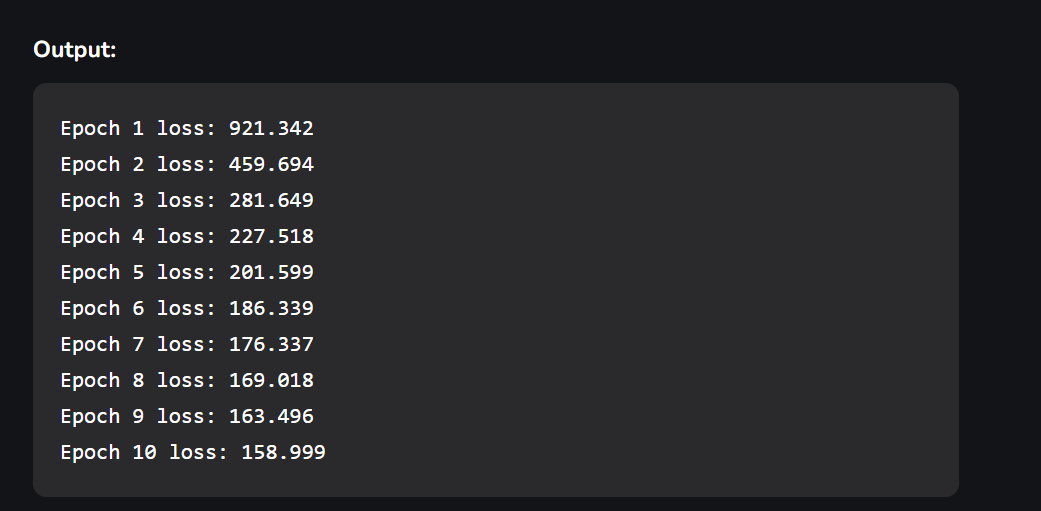 Output:
Epoch 1 loss: 921.342
Epoch 2 loss: 459.694
Epoch 3 loss: 281.649
Epoch 4 loss: 227.518
Epoch 5 loss: 201.599
Epoch 6 loss: 186.339
Epoch 7 loss: 176.337
Epoch 8 loss: 169.018
Epoch 9 loss: 163.496
Epoch 10 loss: 158.999